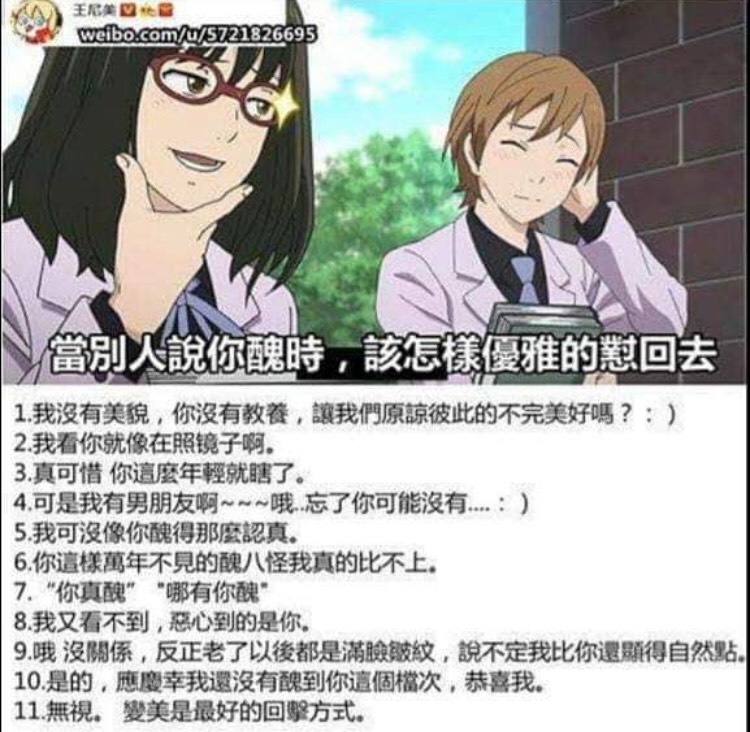 王尼美
weibo.com/u/5721826695
當別人說你醜時，該怎樣優雅的懟回去
1.我沒有美貌，你沒有教養，讓我們原諒彼此的不完美好嗎？：）
2.我看你就像在照镜子啊。
3.真可惜 你這麼年輕就瞎了。
4.可是我有男朋友啊~~~哦..忘了你可能沒有....：）
5.我可沒像你醜得那麼認真。
6.你這樣萬年不見的醜八怪我真的比不上。
7.“你真醜” "哪有你醜"
8.我又看不到，惡心到的是你。
9.哦 沒關係，反正老了以後都是滿臉皺紋，說不定我比你還顯得自然點。
10.是的，應慶幸我還沒有醜到你這個檔次，恭喜我。
11.無視。 變美是最好的回擊方式。